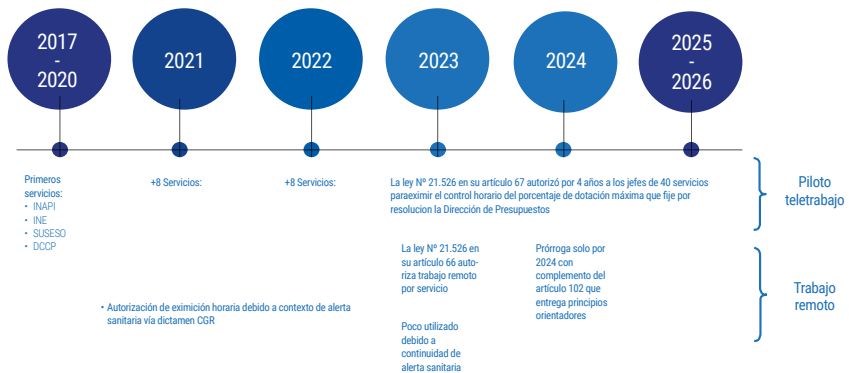 2017
-
2020
2021
2022
2023
2024
2025
-
2026
Primeros
servicios:
• INAPI
• INE
• SUSESO
• DCCP
+8 Servicios:
+8 Servicios:
La ley Nº 21.526 en su artículo 67 autorizó por 4 años a los jefes de 40 servicios
paraeximir el control horario del porcentaje de dotación máxima que fije por
resolucion la Dirección de Presupuestos
Piloto
teletrabajo
• Autorización de eximición horaria debido a contexto de alerta
sanitaria vía dictamen CGR
La ley Nº 21.526 en
su artículo 66 auto-
riza trabajo remoto
por servicio
Poco utilizado
debido a
continuidad de
alerta sanitaria
Prórroga solo por
2024 con
complemento del
artículo 102 que
entrega principios
orientadores
Trabajo
remoto